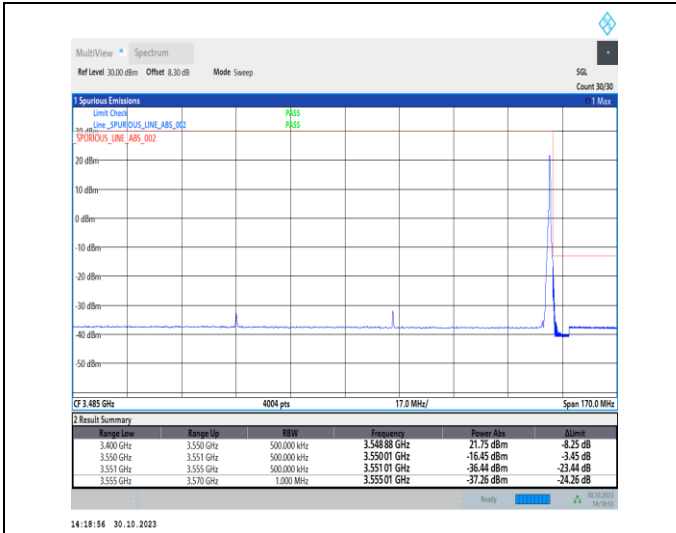 MultiView Spectrum
Ref Level 30.00 dBm Offset 8.30 dB Mode Sweep SGL
Count 30/30
1 Spurious Emissions 1 Max
Limit Check PASS
Line _SPURIOUS_LINE_ABS_002 PASS
30 dBm
_SPURIOUS_LINE_ABS_002
20 dBm
10 dBm
0 dBm
-10 dBm
-20 dBm
-30 dBm
-40 dBm
-50 dBm
CF 3.485 GHz 4004 pts 17.0 MHz/ Span 170.0 MHz
2 Result Summary
Range Low Range Up RBW Frequency Power Abs ΔLimit
3.400 GHz 3.550 GHz 500.000 kHz 3.548 88 GHz 21.75 dBm -8.25 dB
3.550 GHz 3.551 GHz 500.000 kHz 3.550 01 GHz -16.45 dBm -3.45 dB
3.551 GHz 3.555 GHz 500.000 kHz 3.551 01 GHz -36.44 dBm -23.44 dB
3.555 GHz 3.570 GHz 1.000 MHz 3.555 01 GHz -37.26 dBm -24.26 dB
Ready 30.10.2023
14:18:55
14:18:56 30.10.2023